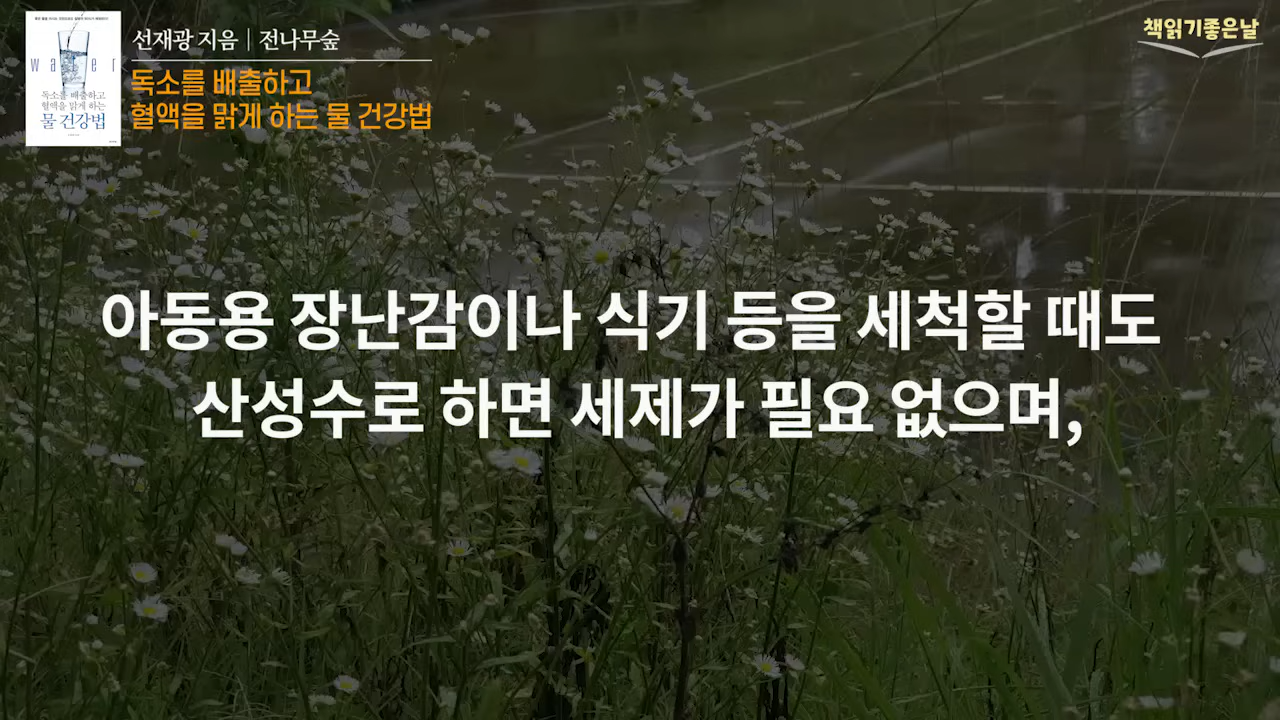 water
독소를 배출하고
혈액을 맑게 하는
물 건강법
선재광 지음 | 전나무숲
독소를 배출하고
혈액을 맑게 하는 물 건강법
책읽기좋은날
아동용 장난감이나 식기 등을 세척할 때도
산성수로 하면 세제가 필요 없으며,